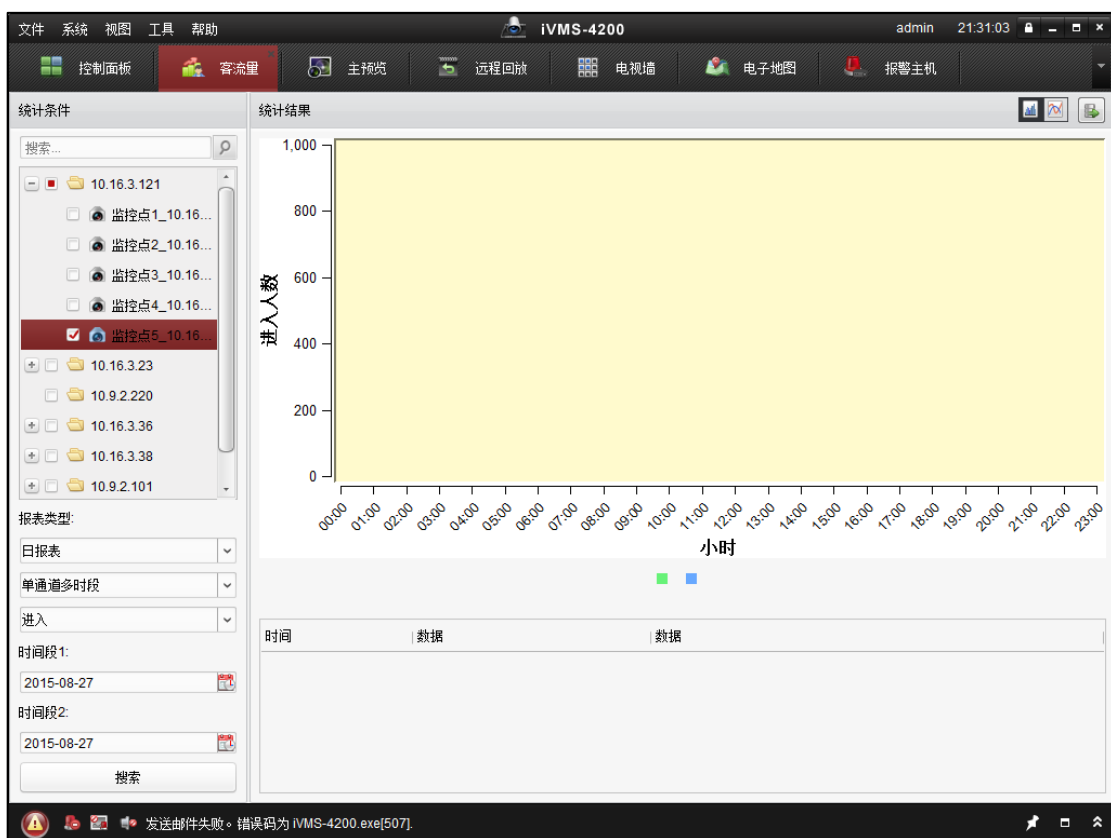 文件 系统 视图 工具 帮助 iVMS-4200 admin 21:31:03
控制面板 客流量 主预览 远程回放 电视墙 电子地图 报警主机
统计条件
搜索...
10.16.3.121
监控点1_10.16...
监控点2_10.16...
监控点3_10.16...
监控点4_10.16...
监控点5_10.16...
10.16.3.23
10.9.2.220
10.16.3.36
10.16.3.38
10.9.2.101
报表类型:
日报表
单通道多时段
进入
时间段1:
2015-08-27
时间段2:
2015-08-27
搜索
统计结果
1,000
800
600
400
200
0
进入人数
00:00 01:00 02:00 03:00 04:00 05:00 06:00 07:00 08:00 09:00 10:00 11:00 12:00 13:00 14:00 15:00 16:00 17:00 18:00 19:00 20:00 21:00 22:00 23:00
小时
时间 数据 数据
发送邮件失败。错误码为 iVMS-4200.exe[507].